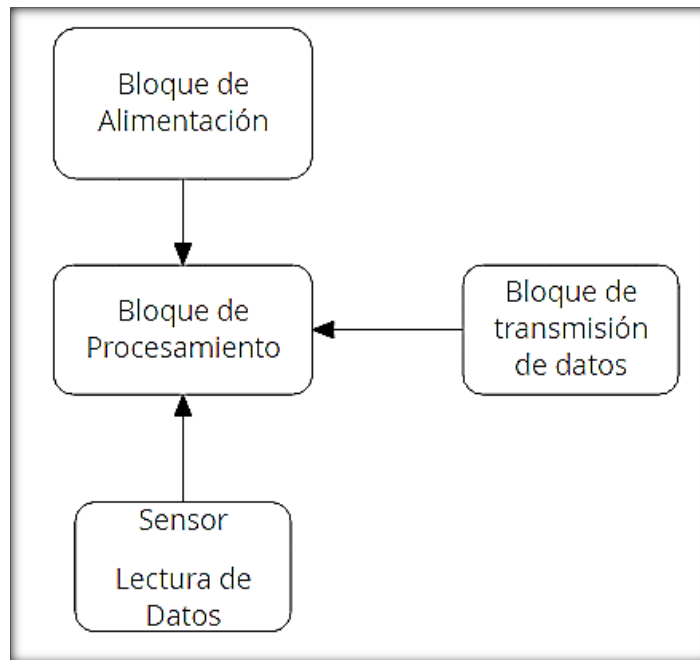 Bloque de
Alimentación
Bloque de
Procesamiento
Bloque de
transmisión
de datos
Sensor
Lectura de
Datos